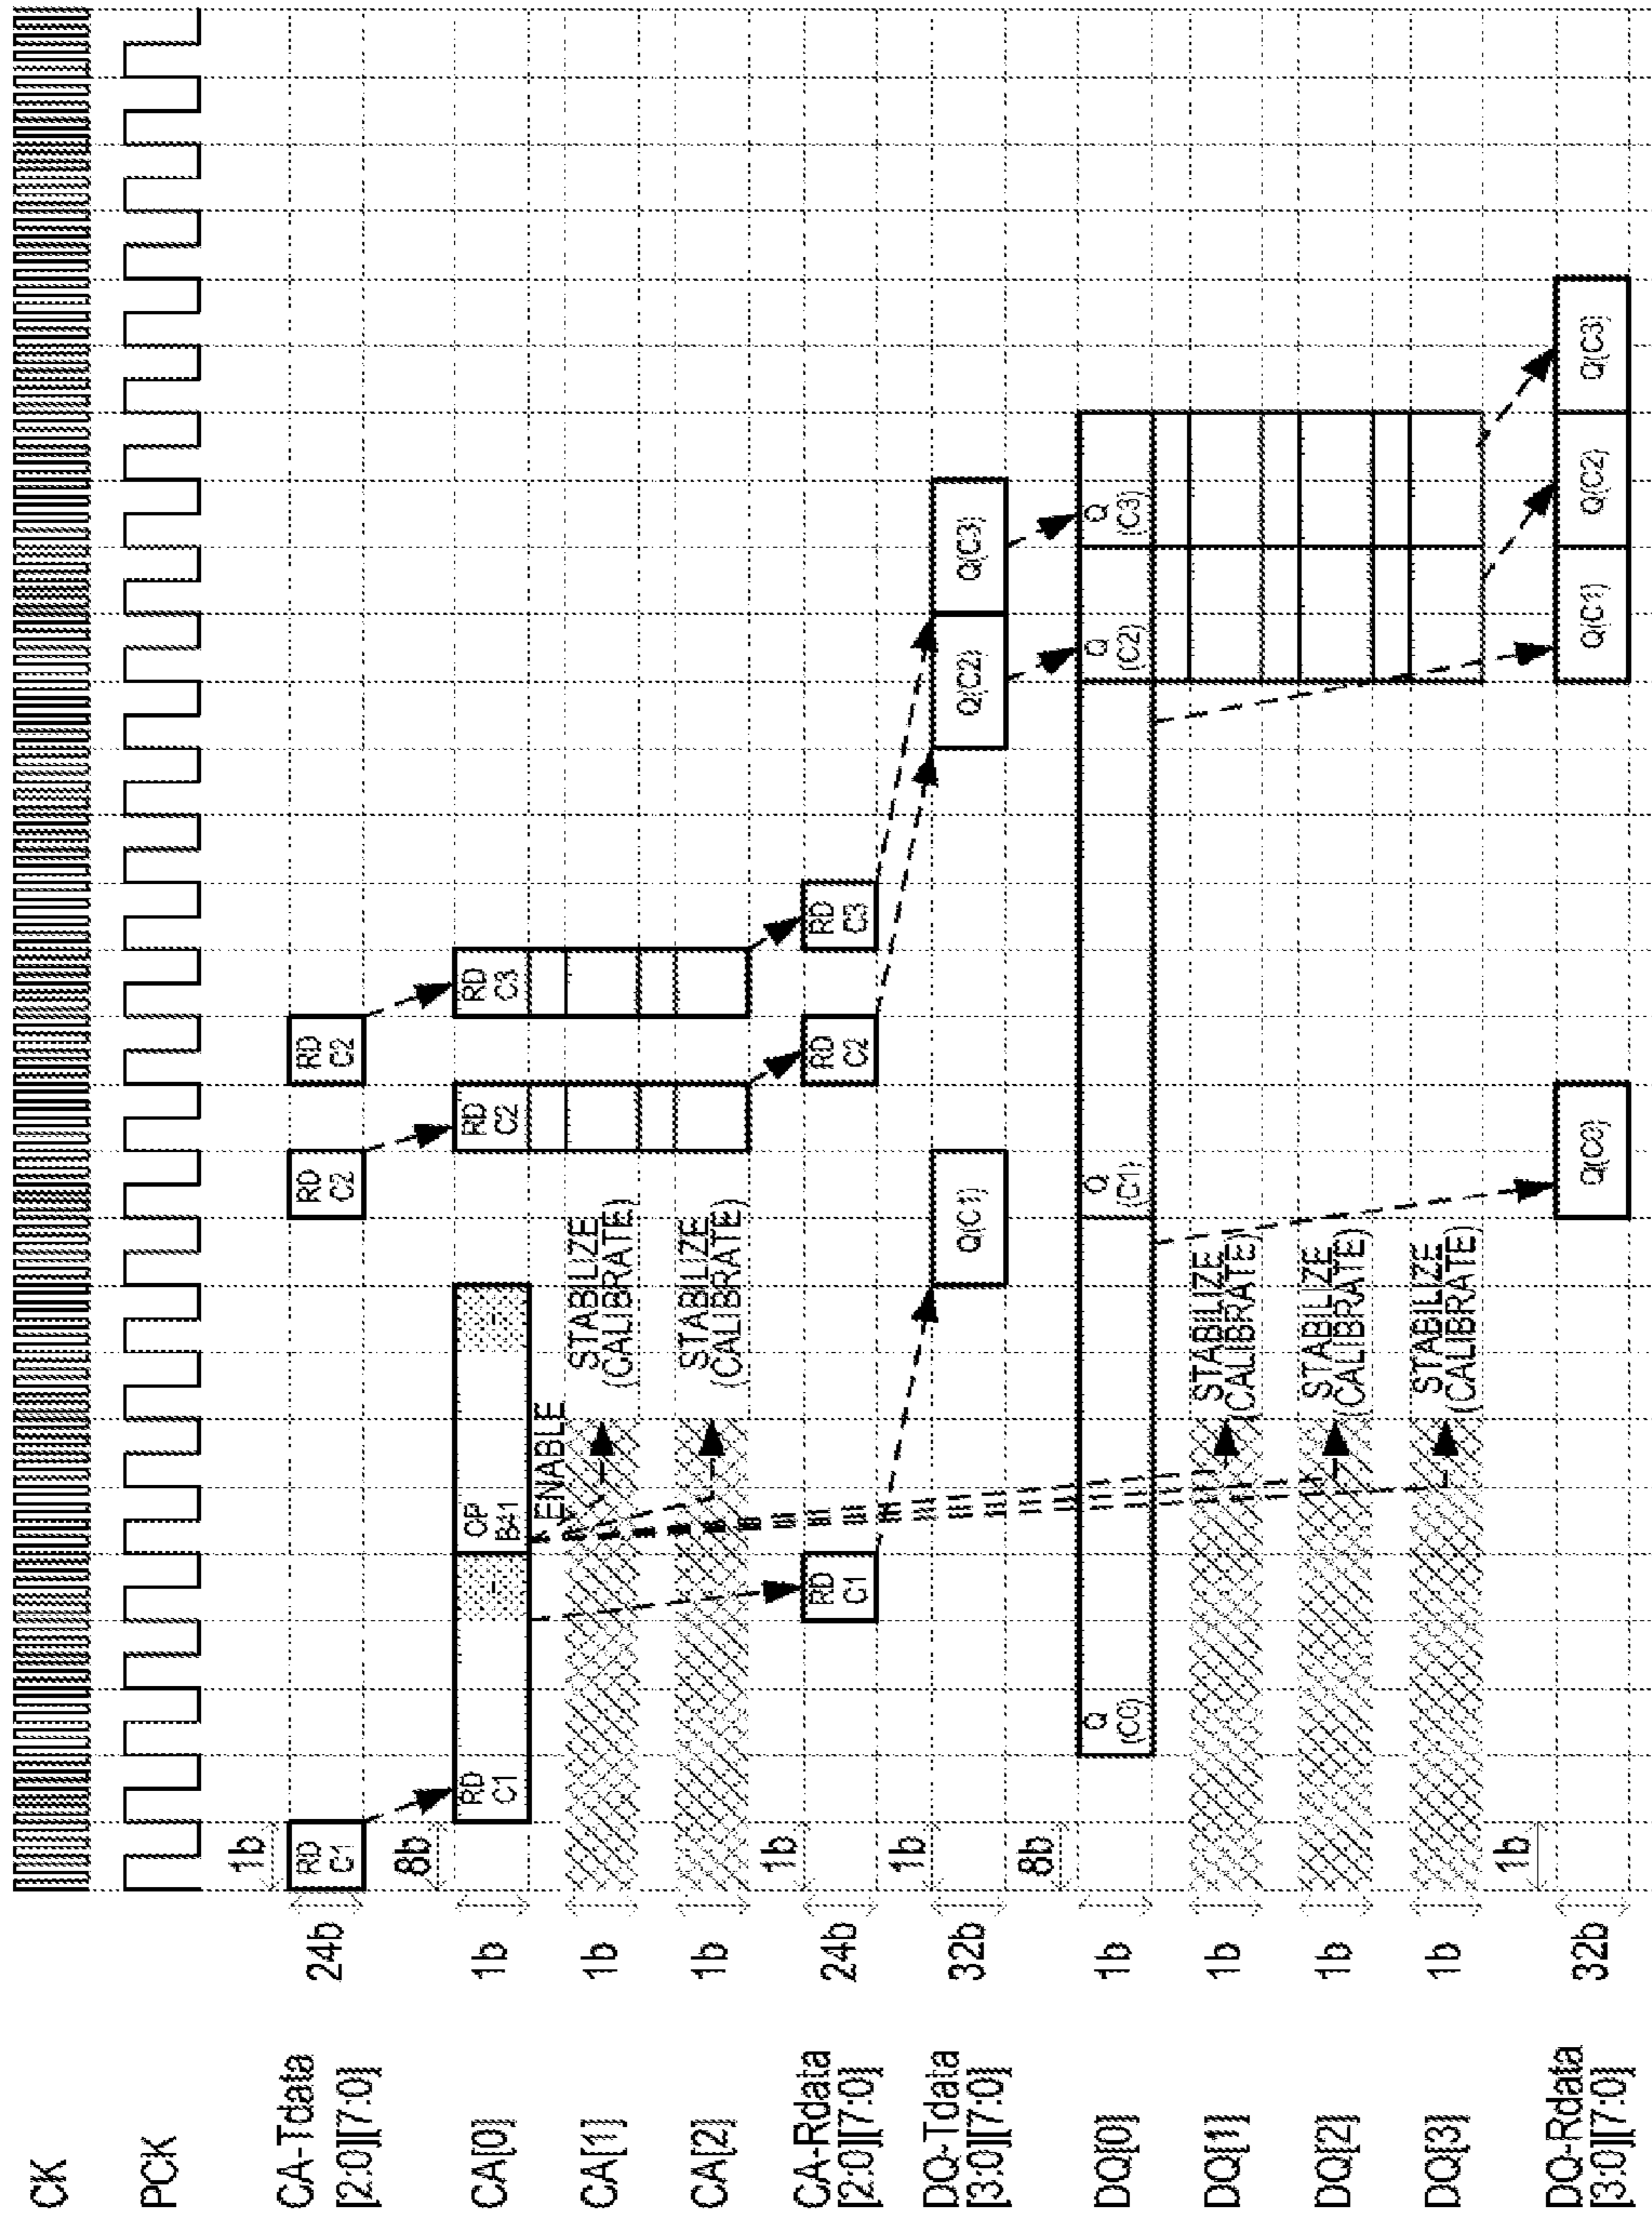 CK
PCK
1b
CA-Tdata
[2:0][7:0]
24b
RD
C1
RD
C2
RD
C2
8b
CA[0]
1b
RD
C1
-
OP
B41
-
RD
C2
RD
C3
ENABLE
CA[1]
1b
STABILIZE
(CALIBRATE)
CA[2]
1b
STABILIZE
(CALIBRATE)
1b
CA-Rdata
[2:0][7:0]
24b
RD
C1
RD
C2
RD
C3
1b
DQ-Tdata
[3:0][7:0]
32b
Q(C1)
Q(C2)
Q(C3)
8b
DQ[0]
1b
Q
(C0)
Q
(C1)
Q
(C2)
Q
(C3)
DQ[1]
1b
STABILIZE
(CALIBRATE)
DQ[2]
1b
STABILIZE
(CALIBRATE)
DQ[3]
1b
STABILIZE
(CALIBRATE)
1b
DQ-Rdata
[3:0][7:0]
32b
Q(C0)
Q(C1)
Q(C2)
Q(C3)